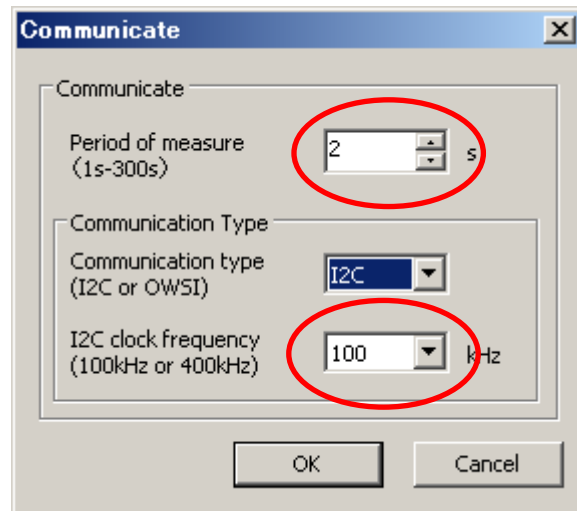 Communicate
Communicate
Period of measure
(1s-300s)
2
s
Communication Type
Communication type
(I2C or OWSI)
I2C
I2C clock frequency
(100kHz or 400kHz)
100
kHz
OK
Cancel